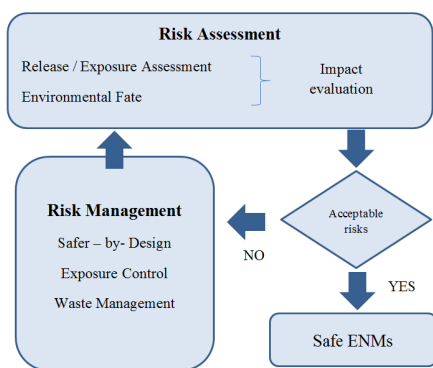 Risk Assessment
Release / Exposure Assessment
Environmental Fate
Impact
evaluation
Risk Management
Safer – by- Design
Exposure Control
Waste Management
Acceptable
risks
NO
YES
Safe ENMs